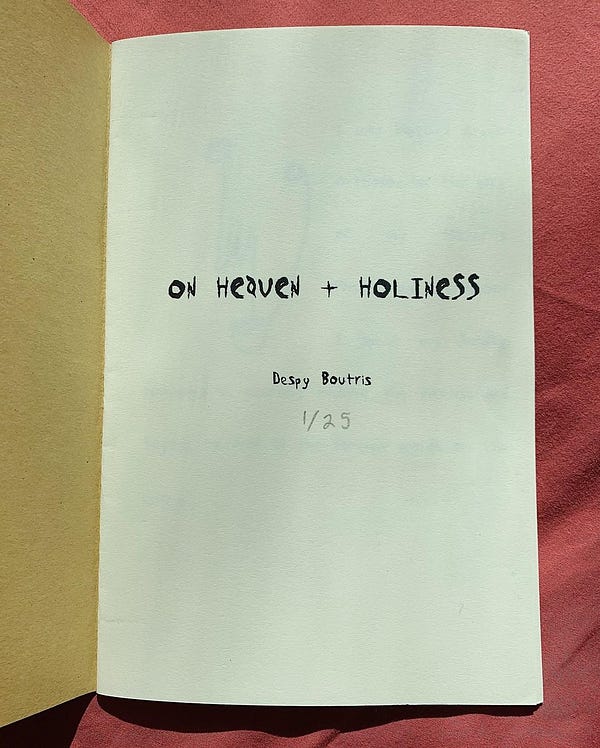 ON HEAVEN + HOLINESS
Despy Boutris
1/25